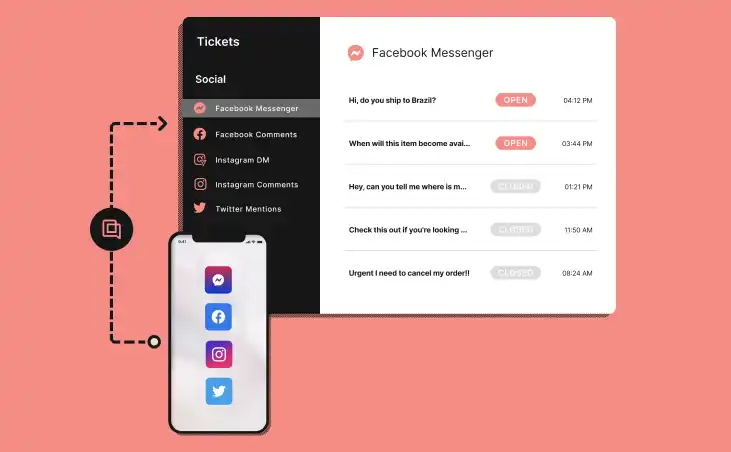 Tickets
Social
Facebook Messenger
Facebook Comments
Instagram DM
Instagram Comments
Twitter Mentions
Facebook Messenger
Hi, do you ship to Brazil? OPEN 04:12 PM
When will this item become avai... OPEN 03:44 PM
Hey, can you tell me where is m... CLOSED 01:21 PM
Check this out if you're looking ... CLOSED 11:50 AM
Urgent I need to cancel my order!! CLOSED 08:24 AM
9:41